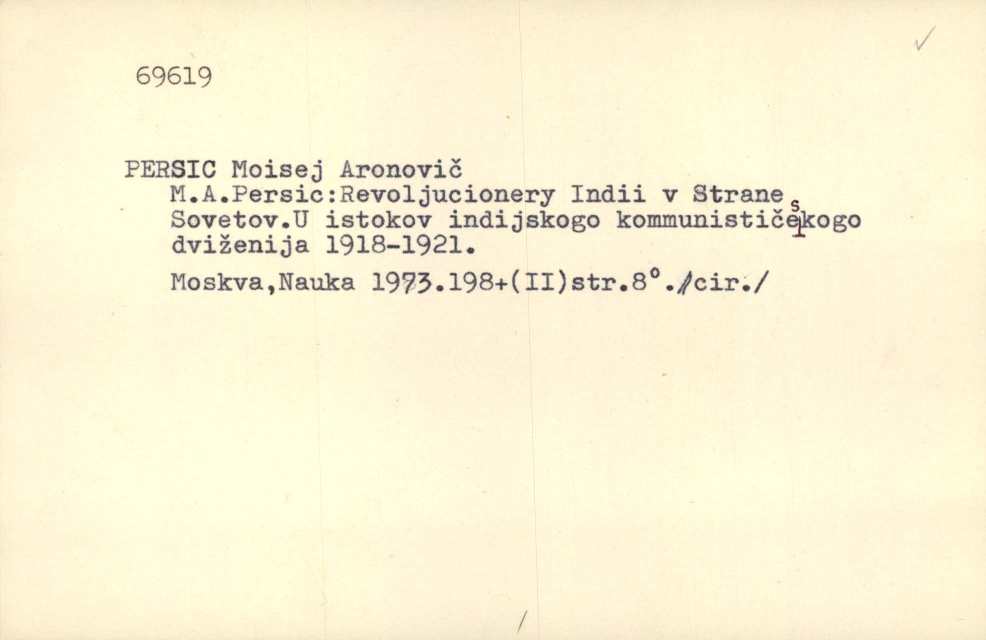 69619
PERSIC Moisej Aronovič
M.A.Persic:Revoljucionery Indii v Strane
Sovetov.U istokov indijskogo kommunističeskogo
dviženija 1918-1921.
Moskva,Nauka 1973.198+(II)str.8°./cir./